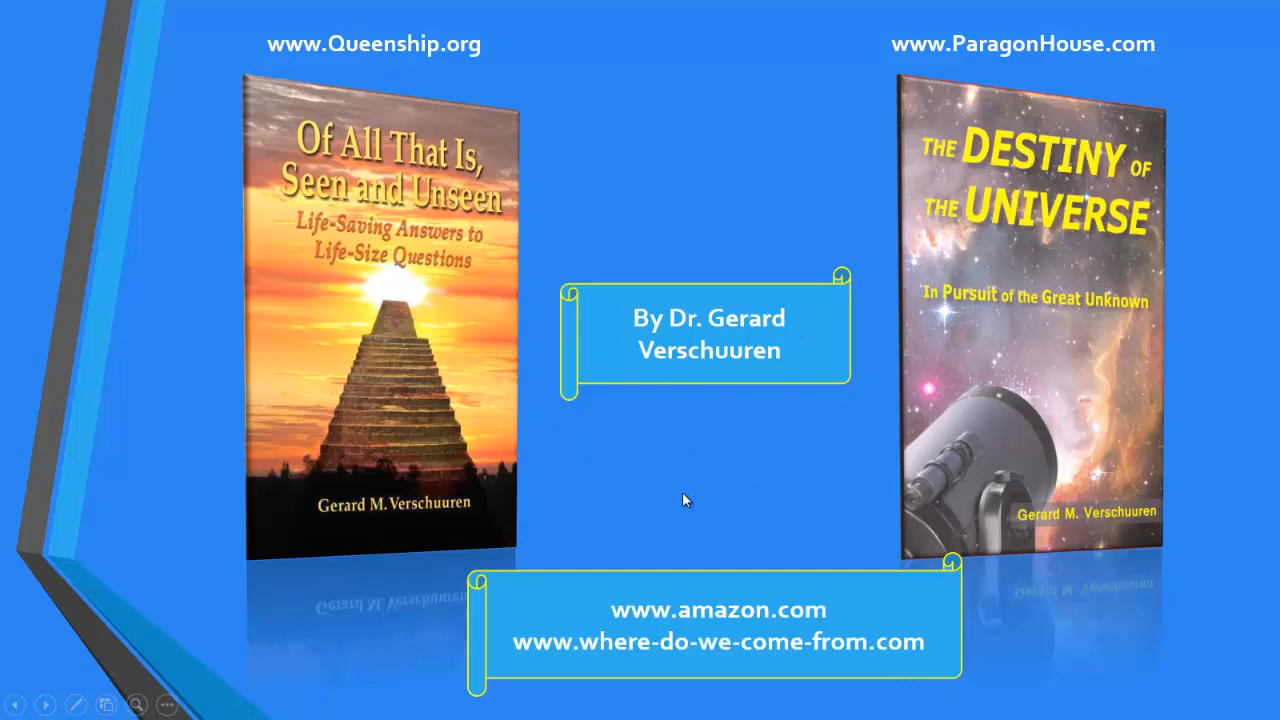 www.Queenship.org
www.ParagonHouse.com
Of All That Is,
Seen and Unseen
Life-Saving Answers to
Life-Size Questions
Gerard M. Verschuuren
By Dr. Gerard
Verschuuren
THE DESTINY OF
THE UNIVERSE
In Pursuit of the Great Unknown
Gerard M. Verschuuren
www.amazon.com
www.where-do-we-come-from.com